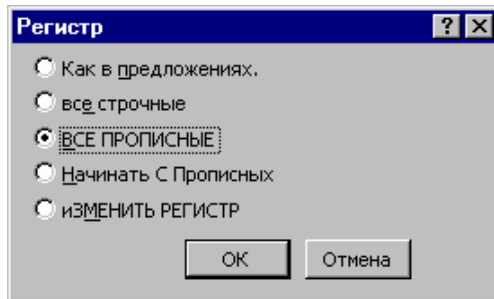 Регистр
Как в предложениях.
все строчные
ВСЕ ПРОПИСНЫЕ
Начинать С Прописных
иЗМЕНИТЬ РЕГИСТР
ОК Отмена